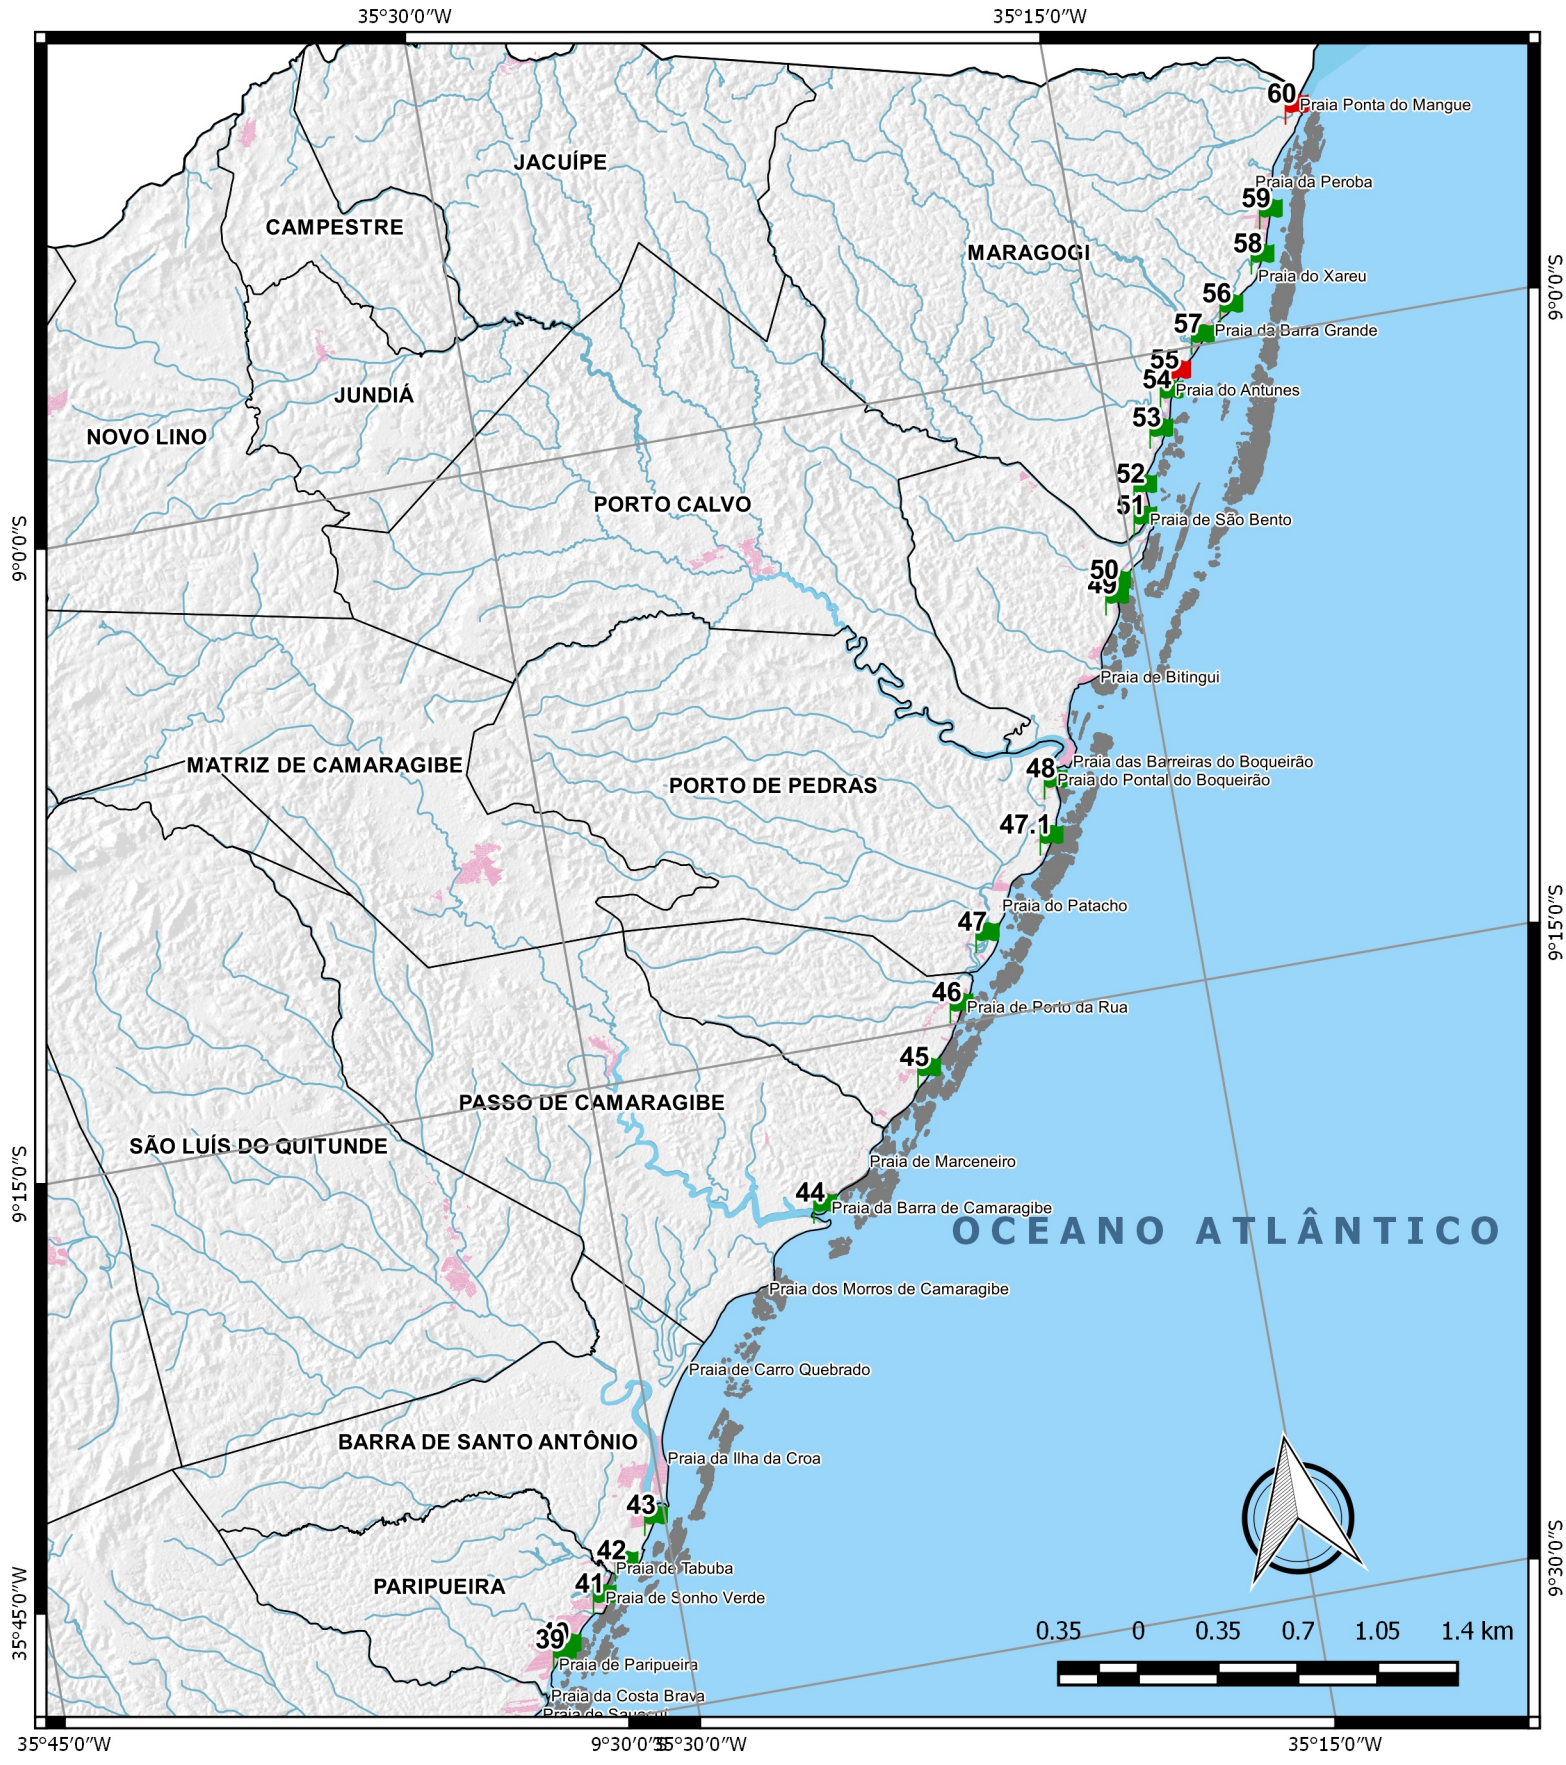 35°30′0″W
35°15′0″W
60
Praia Ponta do Mangue
JACUÍPE
Praia da Peroba
59
CAMPESTRE
MARAGOGI
58
Praia do Xareu
9°0′0″S
56
57
Praia da Barra Grande
55
54
Praia do Antunes
JUNDIÁ
53
NOVO LINO
52
PORTO CALVO
51
Praia de São Bento
9°0′0″S
50
49
Praia de Bitingui
MATRIZ DE CAMARAGIBE
Praia das Barreiras do Boqueirão
48
Praia do Pontal do Boqueirão
PORTO DE PEDRAS
47.1
Praia do Patacho
47
9°15′0″S
46
Praia de Porto da Rua
45
PASSO DE CAMARAGIBE
SÃO LUÍS DO QUITUNDE
Praia de Marceneiro
9°15′0″S
44
Praia da Barra de Camaragibe
OCEANO ATLÂNTICO
Praia dos Morros de Camaragibe
Praia de Carro Quebrado
BARRA DE SANTO ANTÔNIO
Praia da Ilha da Croa
43
42
Praia de Tabuba
9°30′0″S
41
PARIPUEIRA
Praia de Sonho Verde
35°45′0″W
39
Praia de Paripueira
0.35 0 0.35 0.7 1.05 1.4 km
Praia da Costa Brava
35°45′0″W
9°30′0″S
35°30′0″W
35°15′0″W